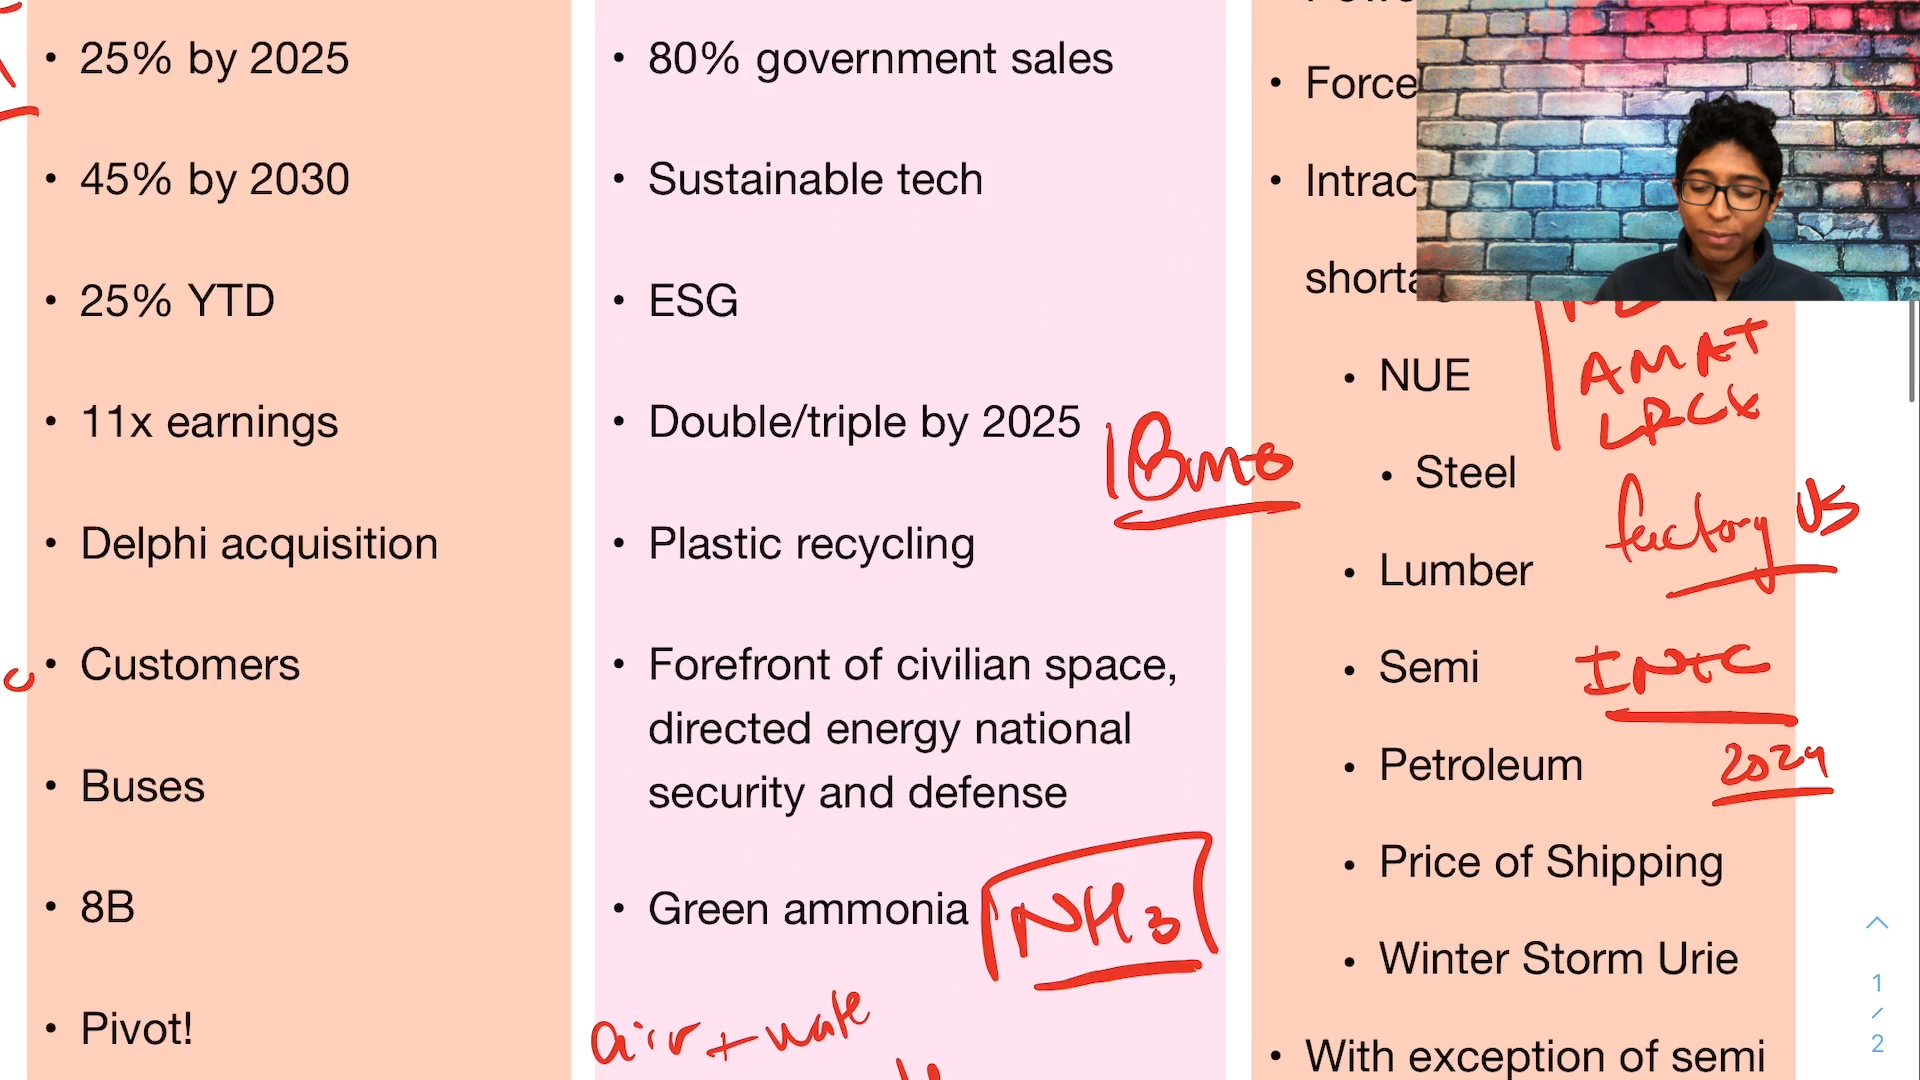 • 25% by 2025
• 45% by 2030
• 25% YTD
• 11x earnings
• Delphi acquisition
• Customers
• Buses
• 8B
• Pivot!
• 80% government sales
• Sustainable tech
• ESG
• Double/triple by 2025
• Plastic recycling
• Forefront of civilian space,
directed energy national
security and defense
• Green ammonia
NH3
air + wate
• Force
• Intrac
shorta
AMAT
LRCX
• NUE
• Steel
factory US
• Lumber
• Semi
INTC
• Petroleum
2024
• Price of Shipping
• Winter Storm Urie
• With exception of semi
1
/
2